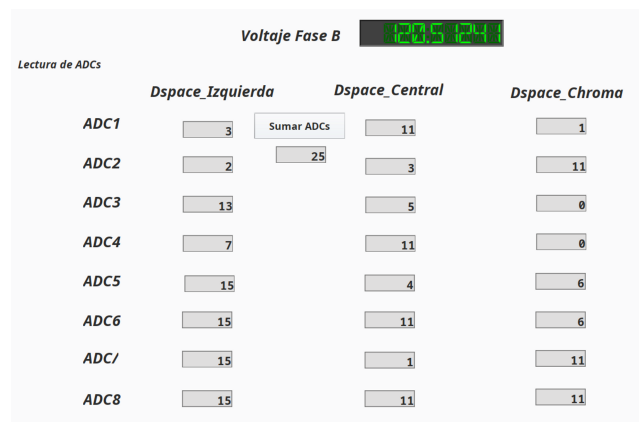 Voltaje Fase B 120.51241
Lectura de ADCs
Dspace_Izquierda Dspace_Central Dspace_Chroma
ADC1 3 Sumar ADCs 11 1
25
ADC2 2 3 11
ADC3 13 5 0
ADC4 7 11 0
ADC5 15 4 6
ADC6 15 11 6
ADC/ 15 1 11
ADC8 15 11 11